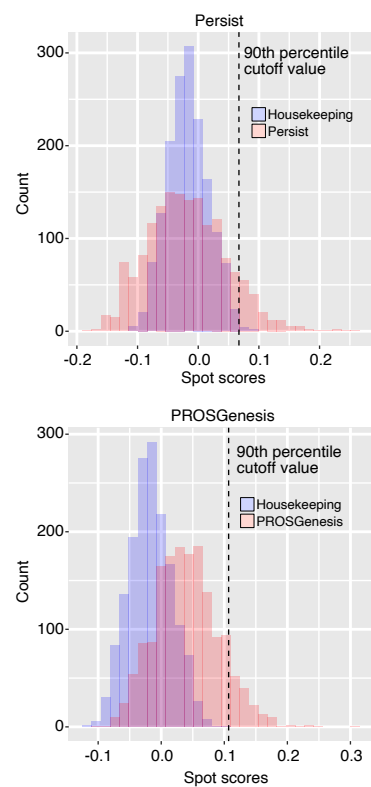 Persist
300
200
100
0
Count
90th percentile
cutoff value
Housekeeping
Persist
-0.2 -0.1 0.0 0.1 0.2
Spot scores
PROSGenesis
300
200
100
0
Count
90th percentile
cutoff value
Housekeeping
PROSGenesis
-0.1 0.0 0.1 0.2 0.3
Spot scores